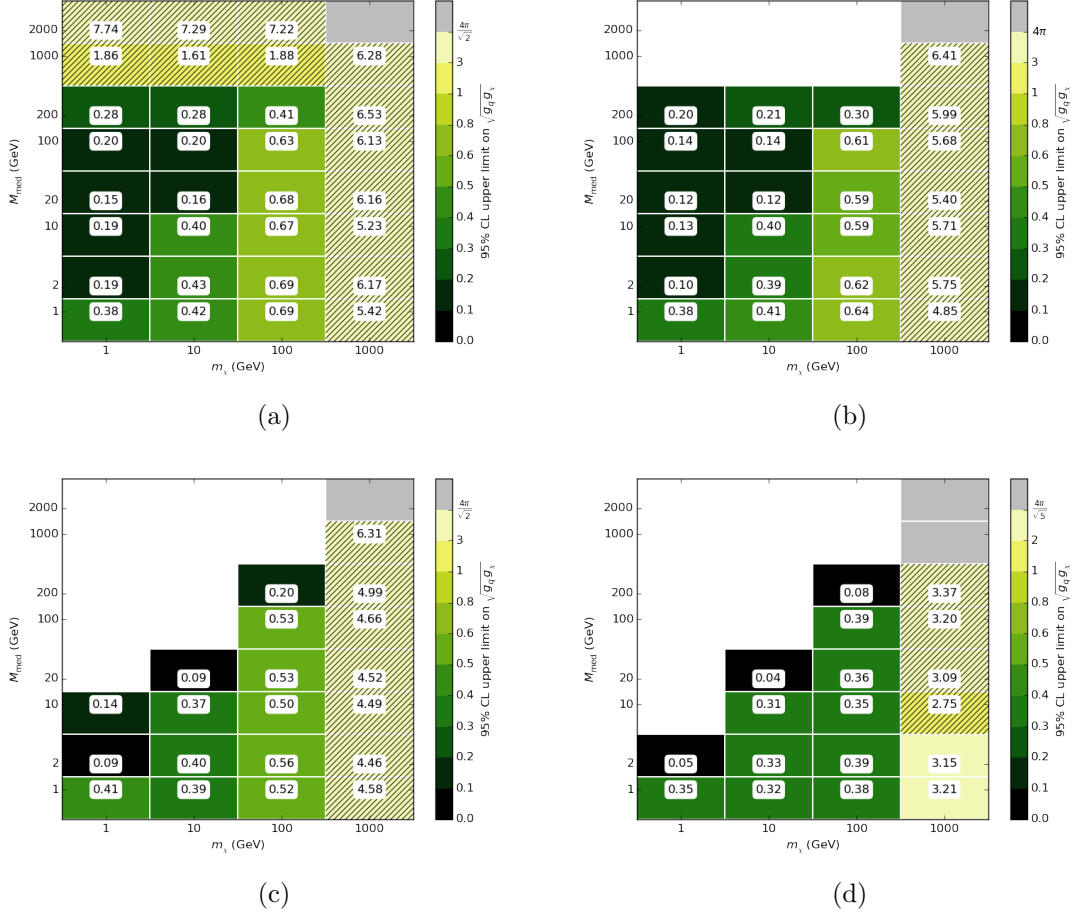 2000 7.74 7.29 7.22
1000 1.86 1.61 1.88 6.28
200 0.28 0.28 0.41 6.53
100 0.20 0.20 0.63 6.13
20 0.15 0.16 0.68 6.16
10 0.19 0.40 0.67 5.23
2 0.19 0.43 0.69 6.17
1 0.38 0.42 0.69 5.42
1 10 100 1000
m_χ (GeV)
M_med (GeV)
4π/√2
3
1
0.8
0.6
0.5
0.4
0.3
0.2
0.1
0.0
95% CL upper limit on √g_q g_χ
(a)
2000
1000 6.41
200 0.20 0.21 0.30 5.99
100 0.14 0.14 0.61 5.68
20 0.12 0.12 0.59 5.40
10 0.13 0.40 0.59 5.71
2 0.10 0.39 0.62 5.75
1 0.38 0.41 0.64 4.85
1 10 100 1000
m_χ (GeV)
M_med (GeV)
4π
3
1
0.8
0.6
0.5
0.4
0.3
0.2
0.1
0.0
95% CL upper limit on √g_q g_χ
(b)
2000
1000 6.31
200 0.20 4.99
100 0.53 4.66
20 0.09 0.53 4.52
10 0.14 0.37 0.50 4.49
2 0.09 0.40 0.56 4.46
1 0.41 0.39 0.52 4.58
1 10 100 1000
m_χ (GeV)
M_med (GeV)
4π/√2
3
1
0.8
0.6
0.5
0.4
0.3
0.2
0.1
0.0
95% CL upper limit on √g_q g_χ
(c)
2000
1000
200 0.08 3.37
100 0.39 3.20
20 0.04 0.36 3.09
10 0.31 0.35 2.75
2 0.05 0.33 0.39 3.15
1 0.35 0.32 0.38 3.21
1 10 100 1000
m_χ (GeV)
M_med (GeV)
4π/√5
2
1
0.8
0.6
0.5
0.4
0.3
0.2
0.1
0.0
95% CL upper limit on √g_q g_χ
(d)